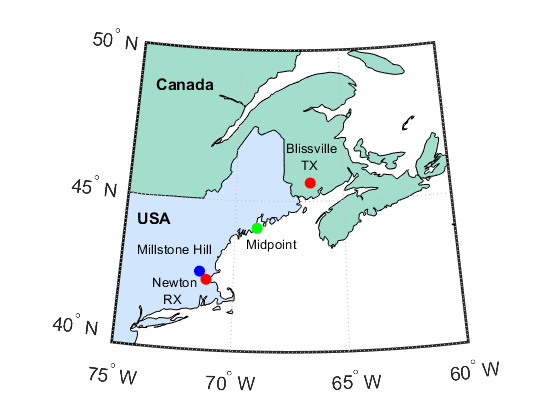 50° N
Canada
Blissville
TX
45° N
USA
Millstone Hill
Midpoint
Newton
RX
40° N
75° W
70° W
65° W
60° W